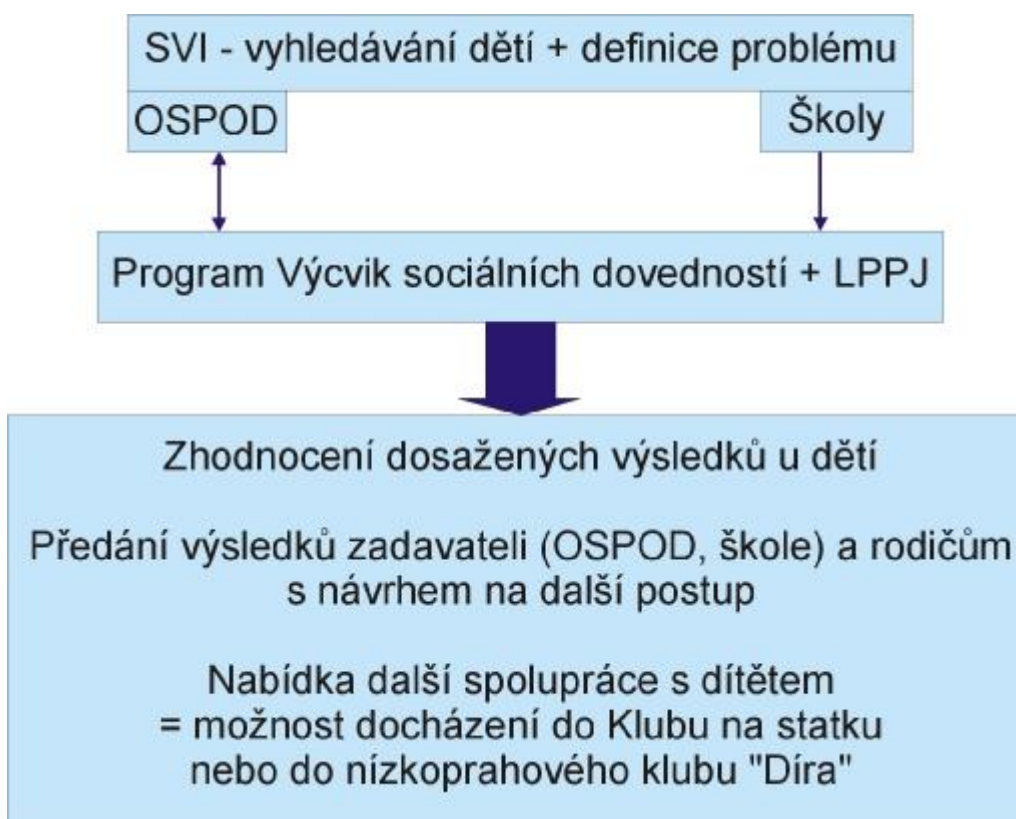 SVI - vyhledávání dětí + definice problému
OSPOD
Školy
Program Výcvik sociálních dovedností + LPPJ
Zhodnocení dosažených výsledků u dětí
Předání výsledků zadavateli (OSPOD, škole) a rodičům
s návrhem na další postup
Nabídka další spolupráce s dítětem
= možnost docházení do Klubu na statku
nebo do nízkoprahového klubu "Díra"